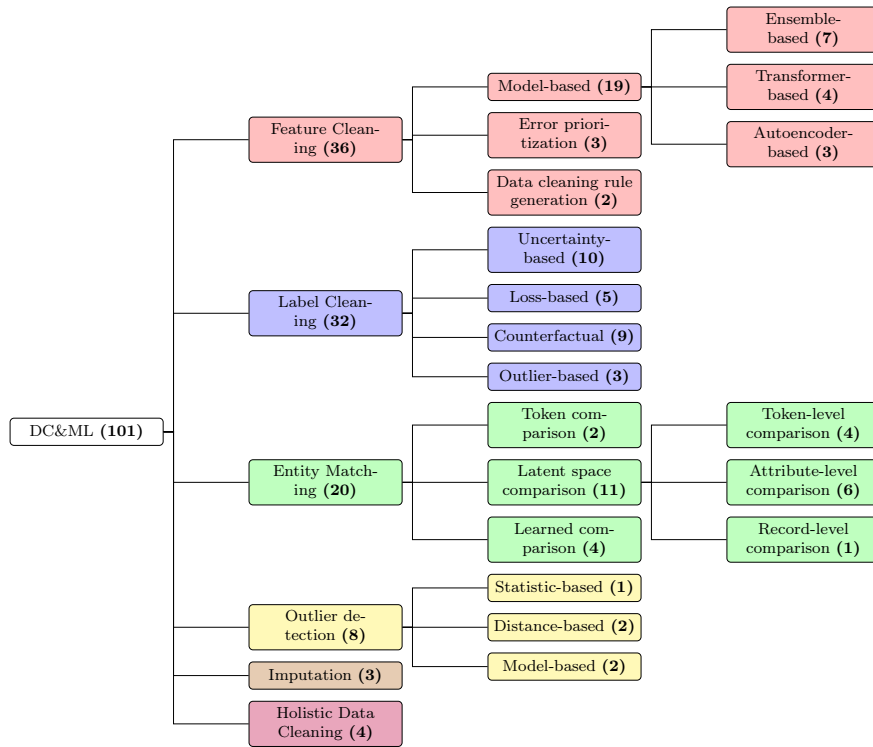 DC&ML (101)
Feature Clean-
ing (36)
Model-based (19)
Ensemble-
based (7)
Transformer-
based (4)
Autoencoder-
based (3)
Error priori-
tization (3)
Data cleaning rule
generation (2)
Label Clean-
ing (32)
Uncertainty-
based (10)
Loss-based (5)
Counterfactual (9)
Outlier-based (3)
Entity Match-
ing (20)
Token com-
parison (2)
Latent space
comparison (11)
Token-level
comparison (4)
Attribute-level
comparison (6)
Record-level
comparison (1)
Learned com-
parison (4)
Outlier de-
tection (8)
Statistic-based (1)
Distance-based (2)
Model-based (2)
Imputation (3)
Holistic Data
Cleaning (4)